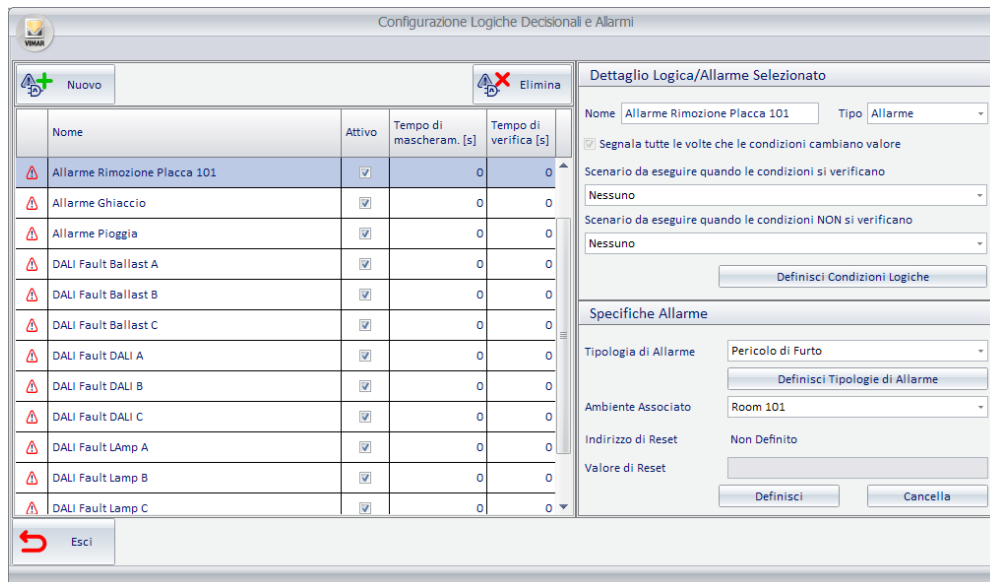 Configurazione Logiche Decisionali e Allarmi
VIMAR
Nuovo
Elimina
Nome Attivo Tempo di mascheram. [s] Tempo di verifica [s]
Allarme Rimozione Placca 101 0 0
Allarme Ghiaccio 0 0
Allarme Pioggia 0 0
DALI Fault Ballast A 0 0
DALI Fault Ballast B 0 0
DALI Fault Ballast C 0 0
DALI Fault DALI A 0 0
DALI Fault DALI B 0 0
DALI Fault DALI C 0 0
DALI Fault LAmp A 0 0
DALI Fault Lamp B 0 0
DALI Fault Lamp C 0 0
Esci
Dettaglio Logica/Allarme Selezionato
Nome Allarme Rimozione Placca 101 Tipo Allarme
Segnala tutte le volte che le condizioni cambiano valore
Scenario da eseguire quando le condizioni si verificano
Nessuno
Scenario da eseguire quando le condizioni NON si verificano
Nessuno
Definisci Condizioni Logiche
Specifiche Allarme
Tipologia di Allarme Pericolo di Furto
Definisci Tipologie di Allarme
Ambiente Associato Room 101
Indirizzo di Reset Non Definito
Valore di Reset
Definisci Cancella